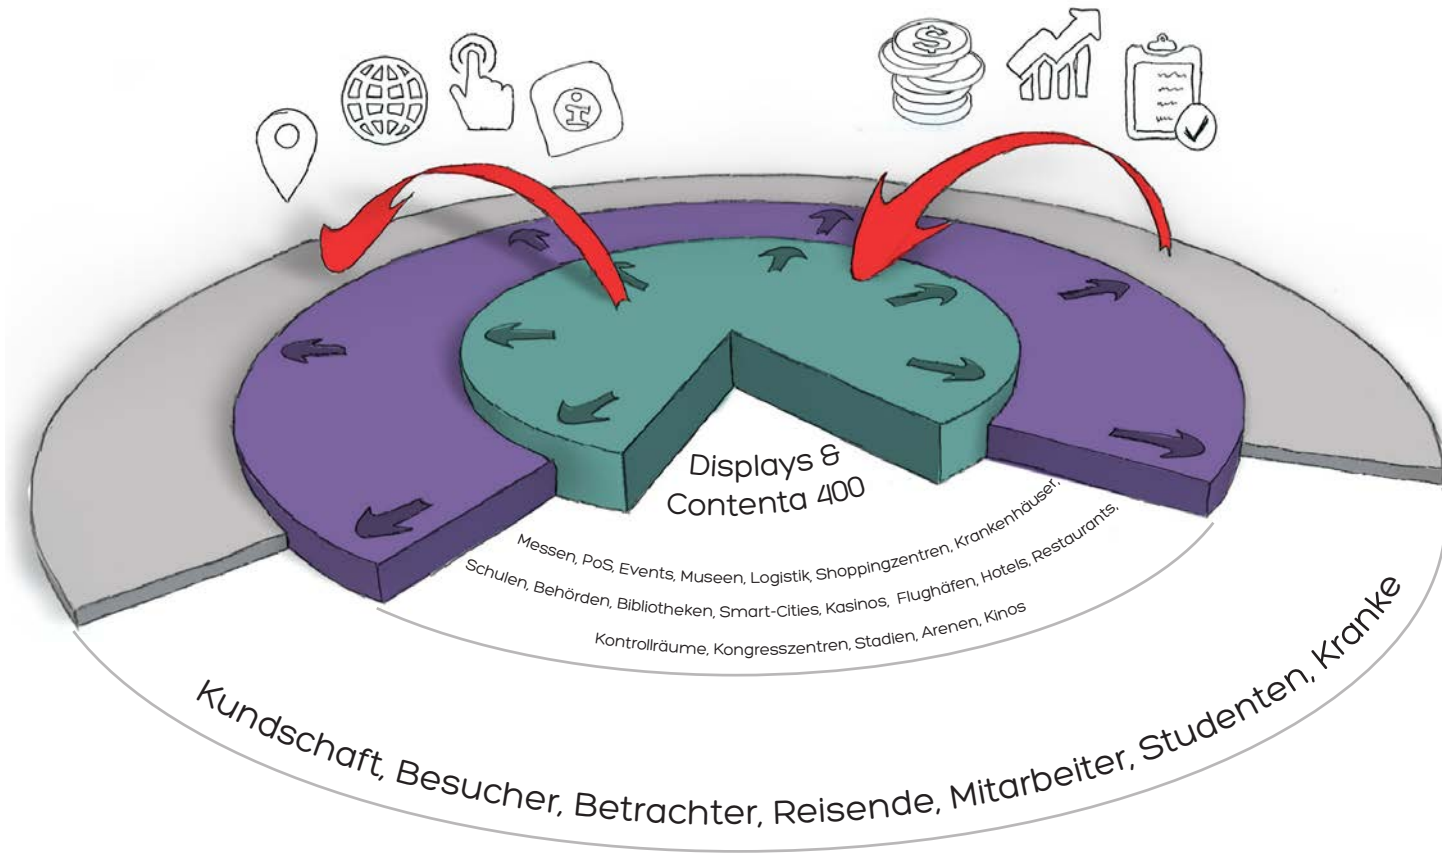 Displays &
Contenta 400
Messen, PoS, Events, Museen, Logistik, Shoppingzentren, Krankenhäuser,
Schulen, Behörden, Bibliotheken, Smart-Cities, Kasinos, Flughäfen, Hotels, Restaurants,
Kontrollräume, Kongresszentren, Stadien, Arenen, Kinos
Kundschaft, Besucher, Betrachter, Reisende, Mitarbeiter, Studenten, Kranke